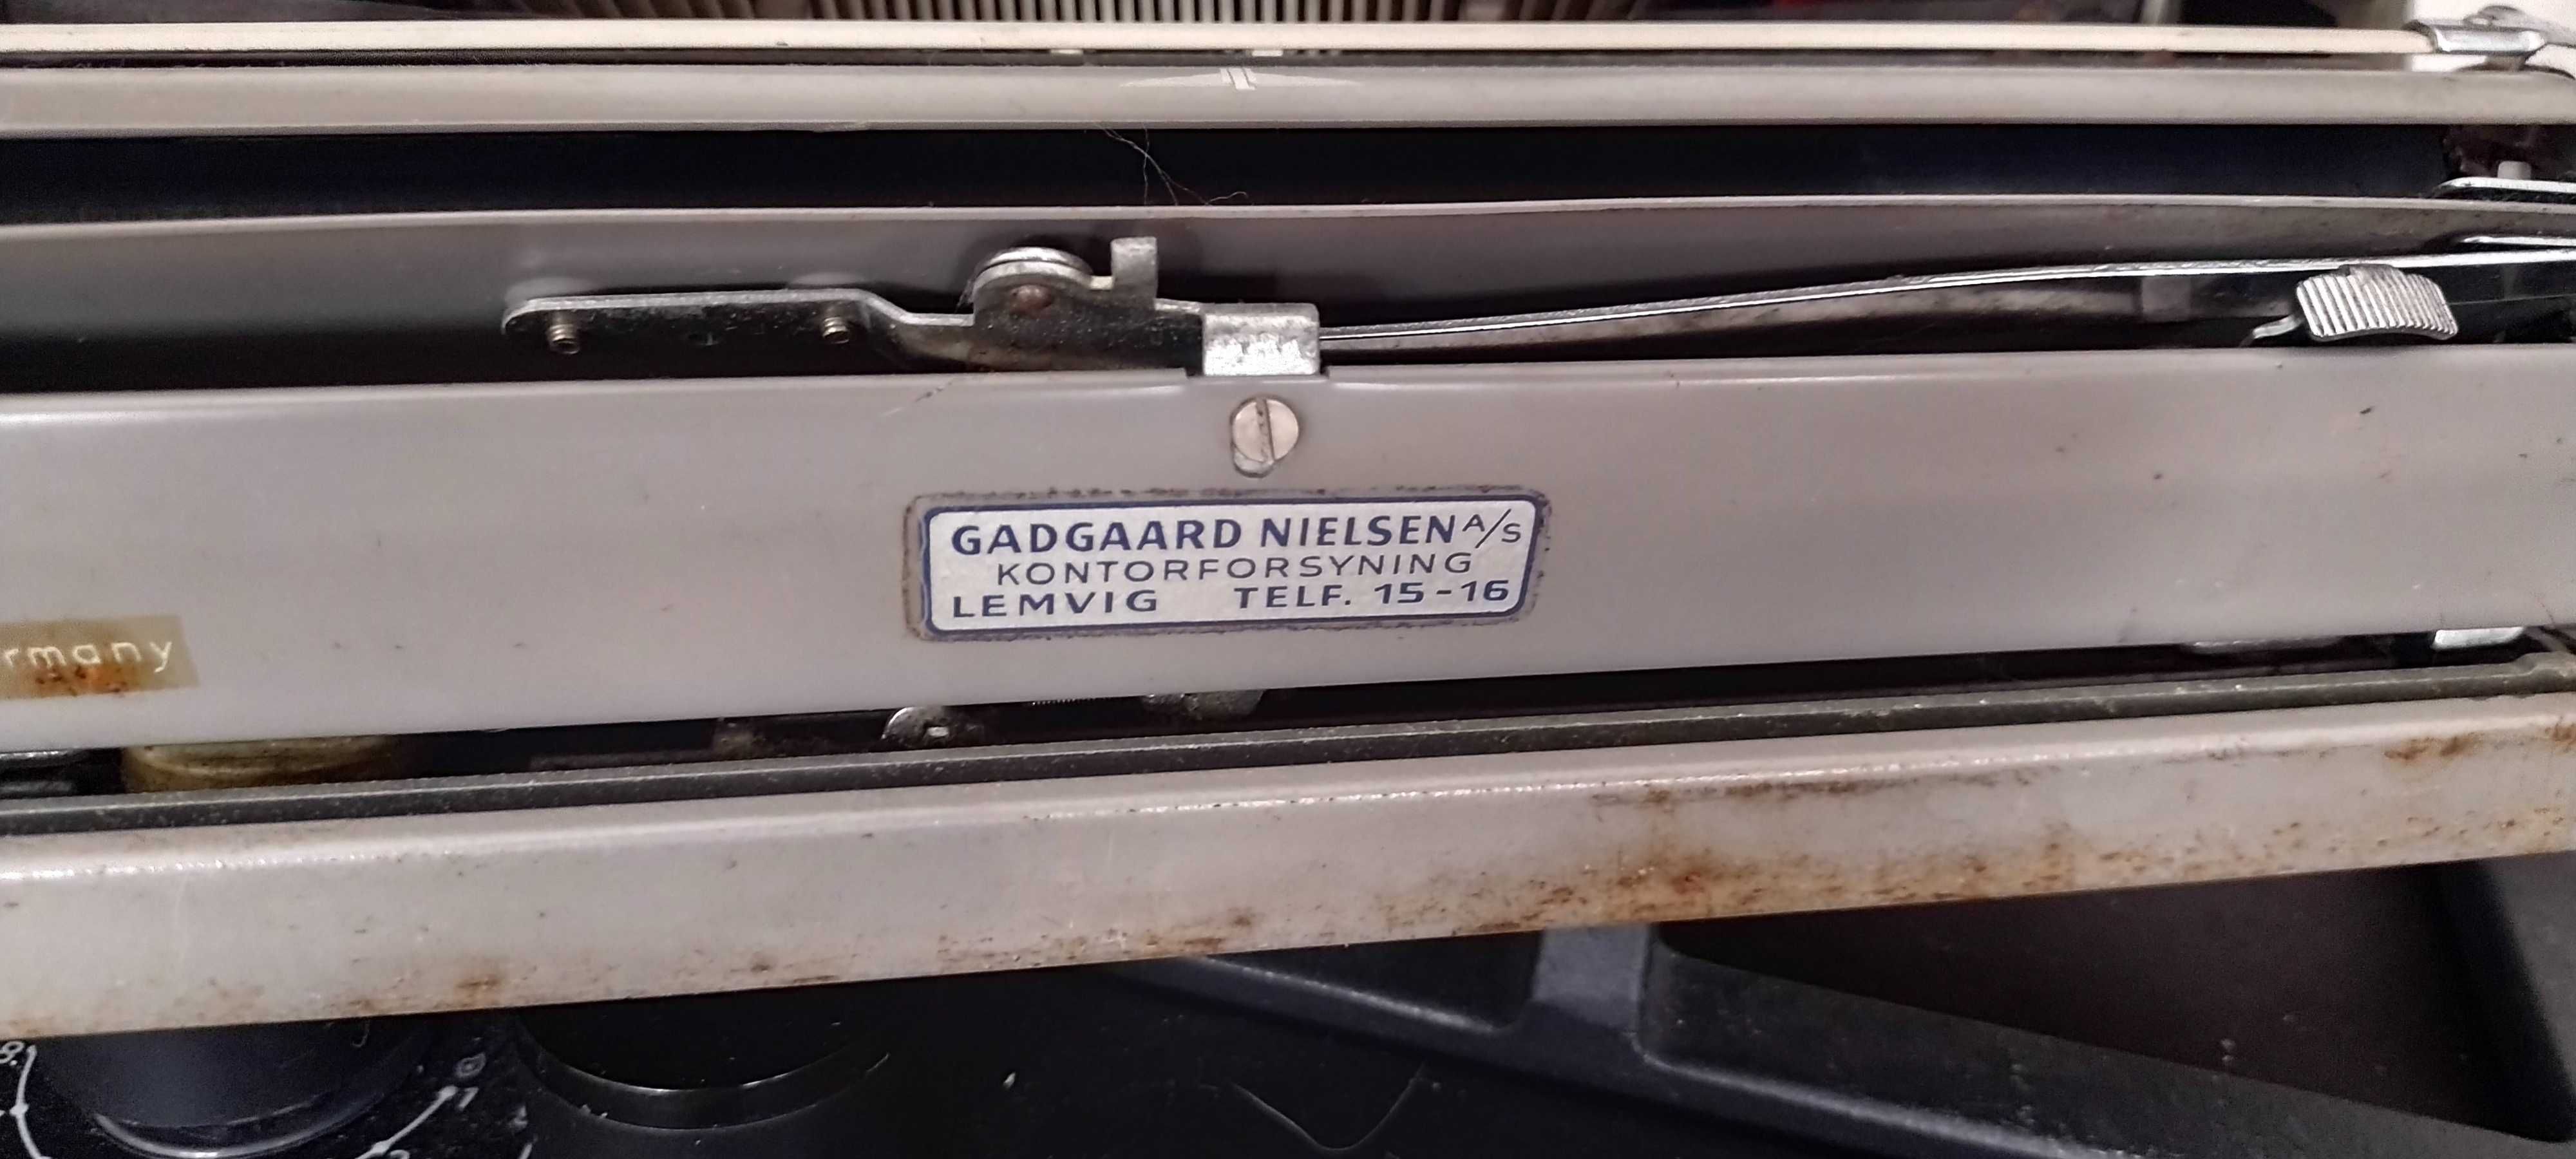 GADGAARD NIELSEN A/S
KONTORFORSYNING
LEMVIG TELF. 15-16
rmany